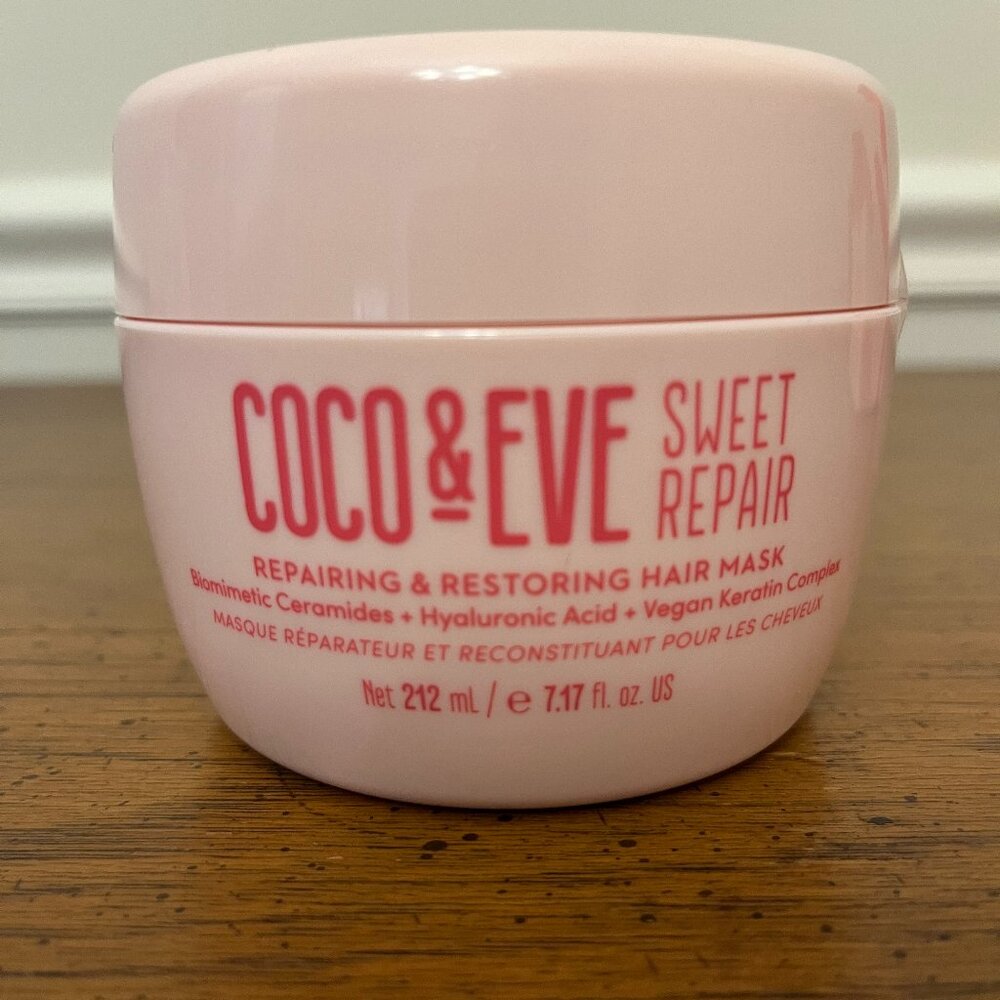 COCO & EVE SWEET REPAIR
REPAIRING & RESTORING HAIR MASK
Biomimetic Ceramides + Hyaluronic Acid + Vegan Keratin Complex
MASQUE RÉPARATEUR ET RECONSTITUANT POUR LES CHEVEUX
Net 212 mL / ℮ 7.17 fl. oz. US